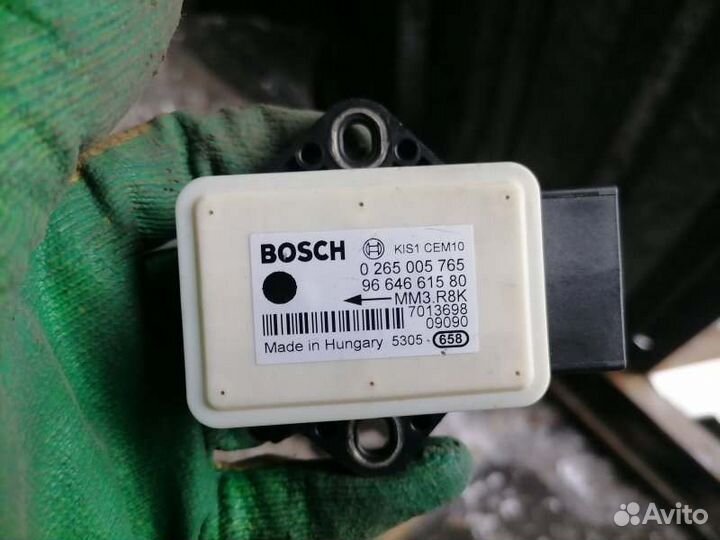 BOSCH KIS1 CEM10
0 265 005 765
96 646 615 80
MM3.R8K
7013698
09090
Made in Hungary 5305 - 658
Avito